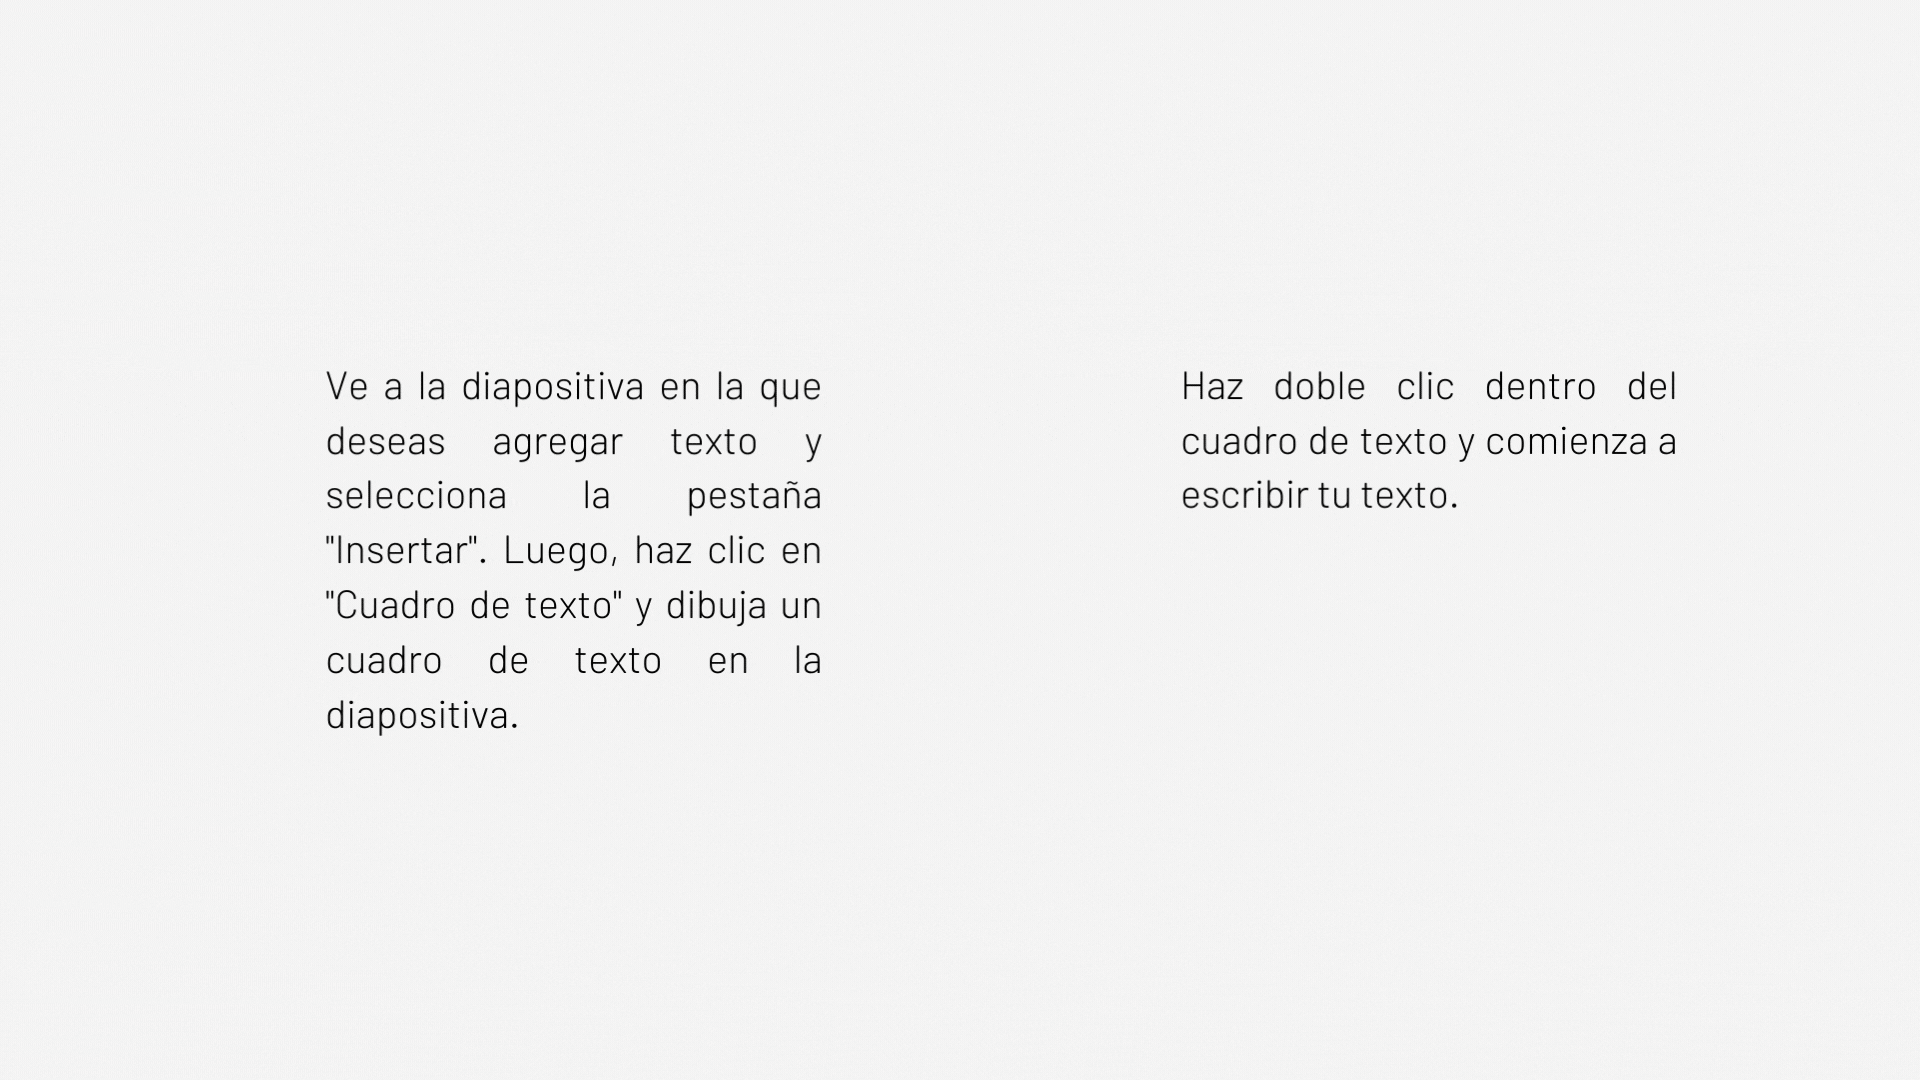 Ve a la diapositiva en la que
deseas agregar texto y
selecciona la pestaña
"Insertar". Luego, haz clic en
"Cuadro de texto" y dibuja un
cuadro de texto en la
diapositiva.
Haz doble clic dentro del
cuadro de texto y comienza a
escribir tu texto.